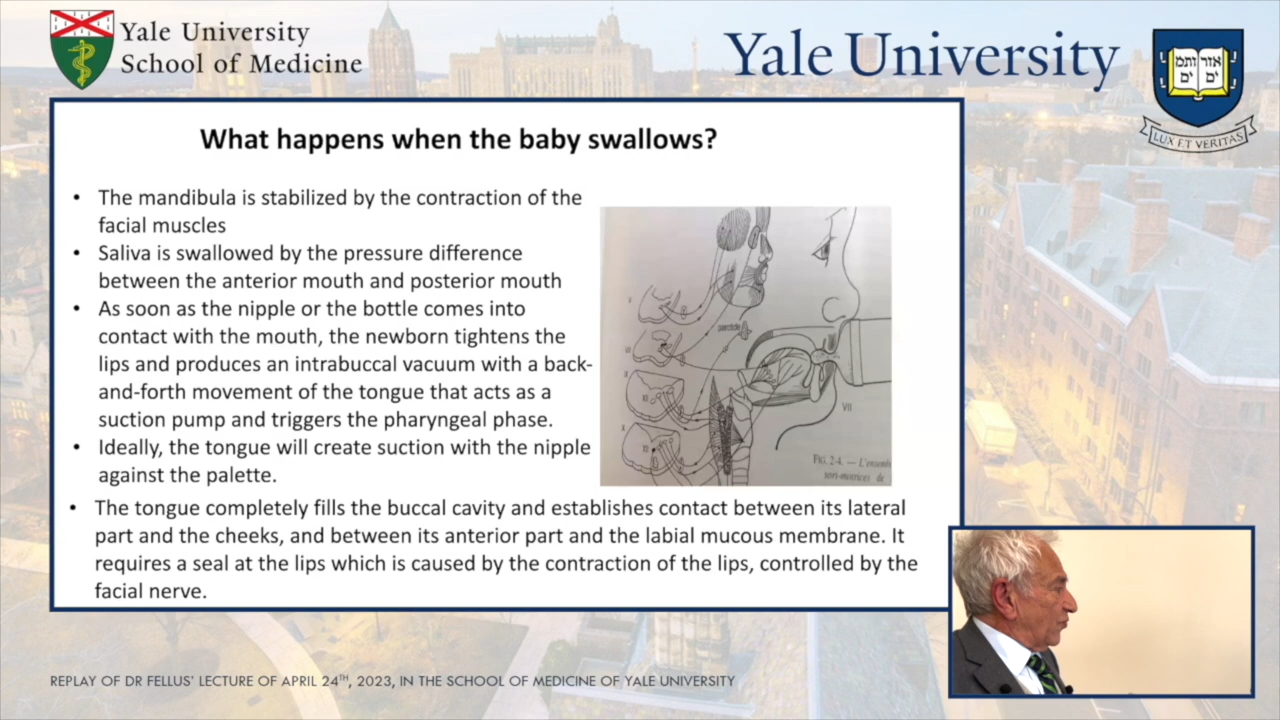 Yale University
School of Medicine
Yale University
אורים
ותמים
LUX ET VERITAS
What happens when the baby swallows?
• The mandibula is stabilized by the contraction of the
facial muscles
• Saliva is swallowed by the pressure difference
between the anterior mouth and posterior mouth
• As soon as the nipple or the bottle comes into
contact with the mouth, the newborn tightens the
lips and produces an intrabuccal vacuum with a back-
and-forth movement of the tongue that acts as a
suction pump and triggers the pharyngeal phase.
• Ideally, the tongue will create suction with the nipple
against the palette.
parotide
VII
FIG. 2-4. — L'ensemb
• The tongue completely fills the buccal cavity and establishes contact between its lateral
part and the cheeks, and between its anterior part and the labial mucous membrane. It
requires a seal at the lips which is caused by the contraction of the lips, controlled by the
facial nerve.
REPLAY OF DR FELLUS' LECTURE OF APRIL 24TH, 2023, IN THE SCHOOL OF MEDICINE OF YALE UNIVERSITY